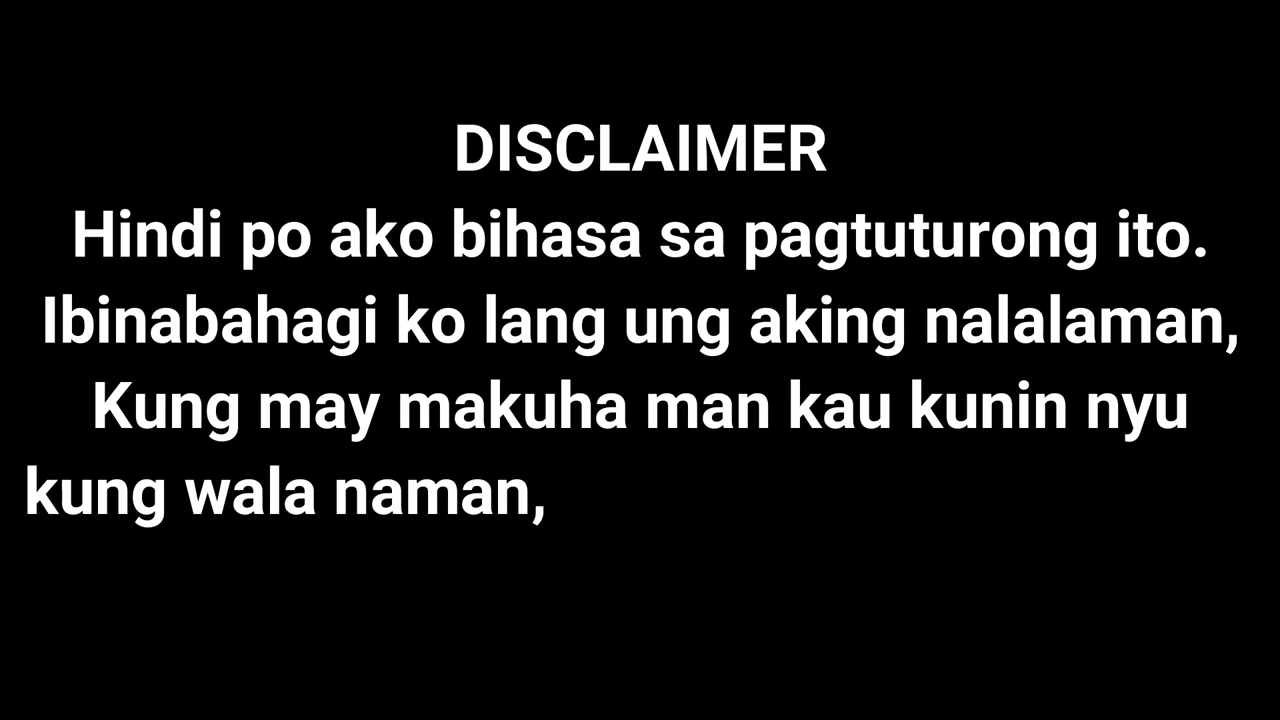 DISCLAIMER
Hindi po ako bihasa sa pagtuturong ito.
Ibinabahagi ko lang ung aking nalalaman,
Kung may makuha man kau kunin nyu
kung wala naman,